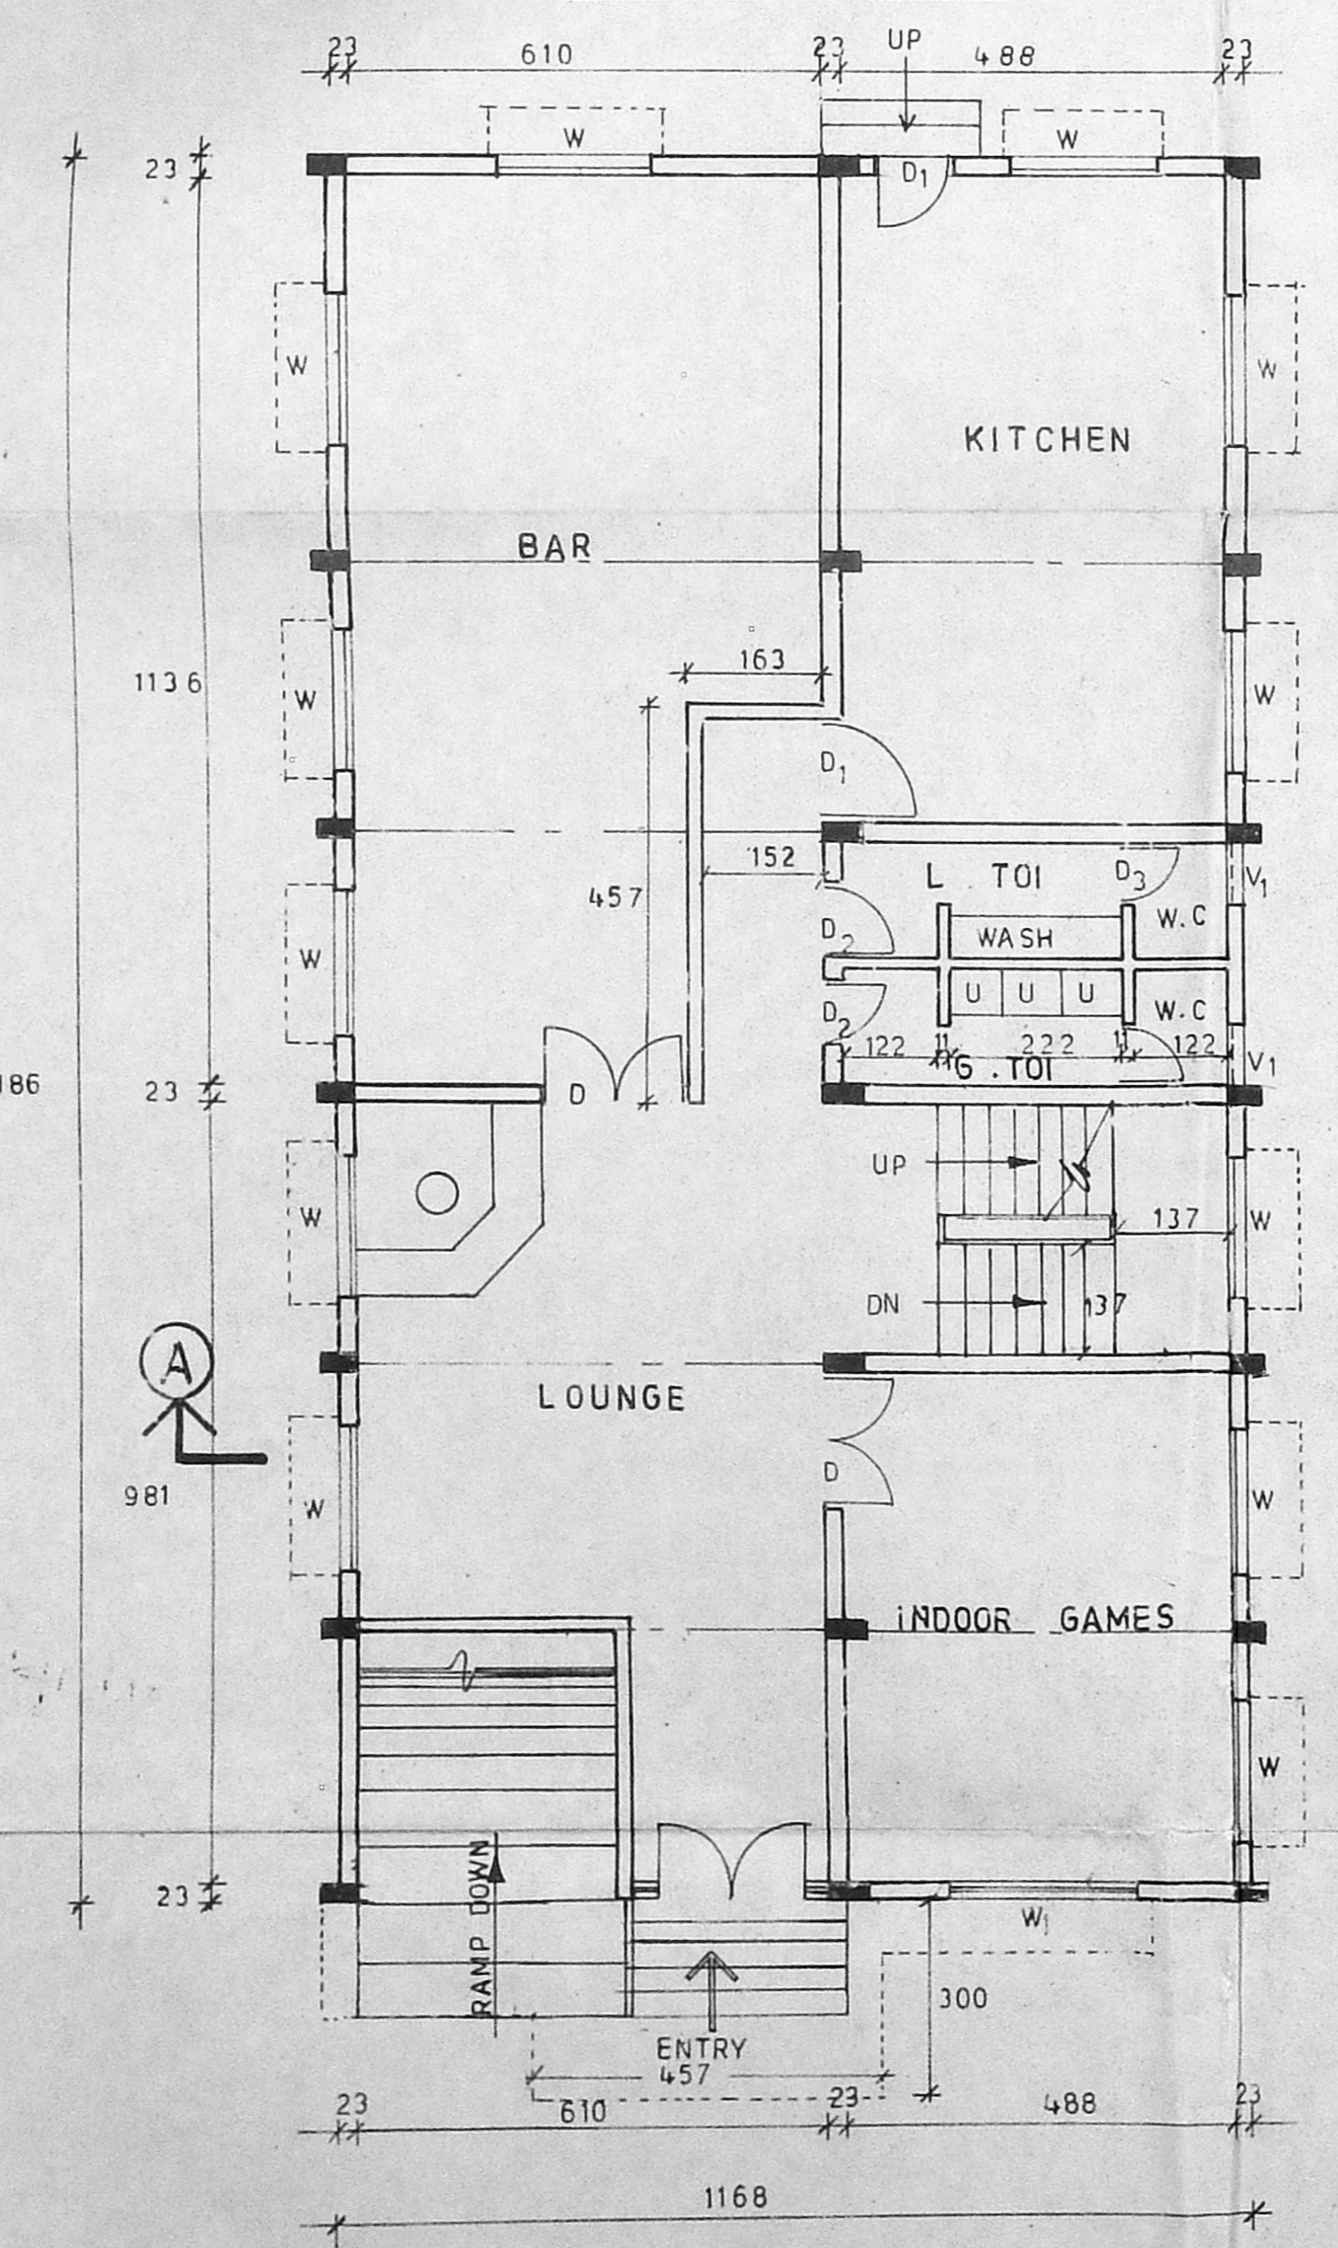 23 610 23 UP 488 23
W W
23
D1
W W
KITCHEN
BAR
163
1136 W W
D1
152
L . TOI D3 V1
457
W.C
D2 WASH
W
U U U
D2 W.C
122 11 222 11 122
G . TOI V1
186 23 D
UP
W 137 W
DN 137
A
LOUNGE
D
981 W W
INDOOR GAMES
W
23
W1
RAMP DOWN
300
ENTRY
457
23 610 23 488 23
1168